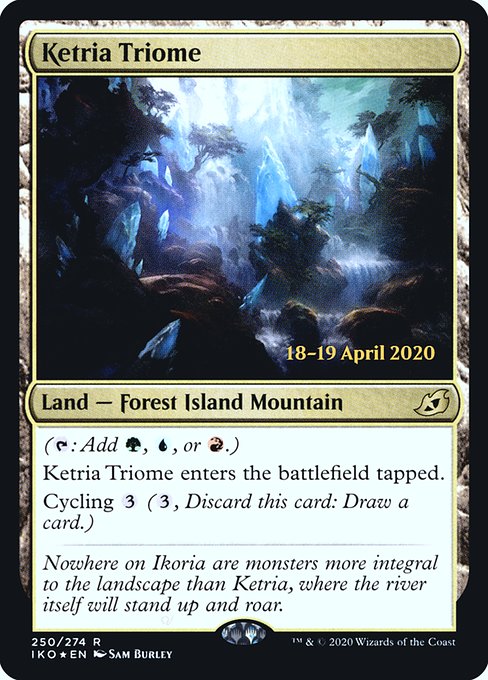 Ketria Triome
18–19 April 2020
Land — Forest Island Mountain
( : Add , , or .)
Ketria Triome enters the battlefield tapped.
Cycling 3 (3, Discard this card: Draw a
card.)
Nowhere on Ikoria are monsters more integral
to the landscape than Ketria, where the river
itself will stand up and roar.
250/274 R
IKO★EN Sam Burley
™ & © 2020 Wizards of the Coast